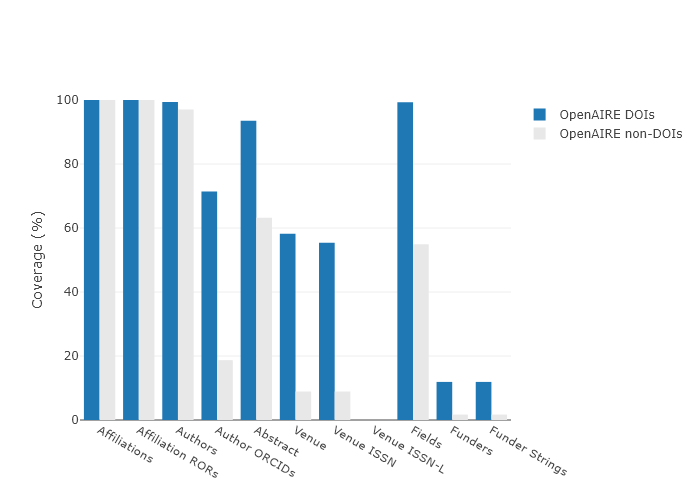 100
80
60
40
20
0
Coverage (%)
Affiliations
Affiliation RORs
Authors
Author ORCIDs
Abstract
Venue
Venue ISSN
Venue ISSN-L
Fields
Funders
Funder Strings
OpenAIRE DOIs
OpenAIRE non-DOIs